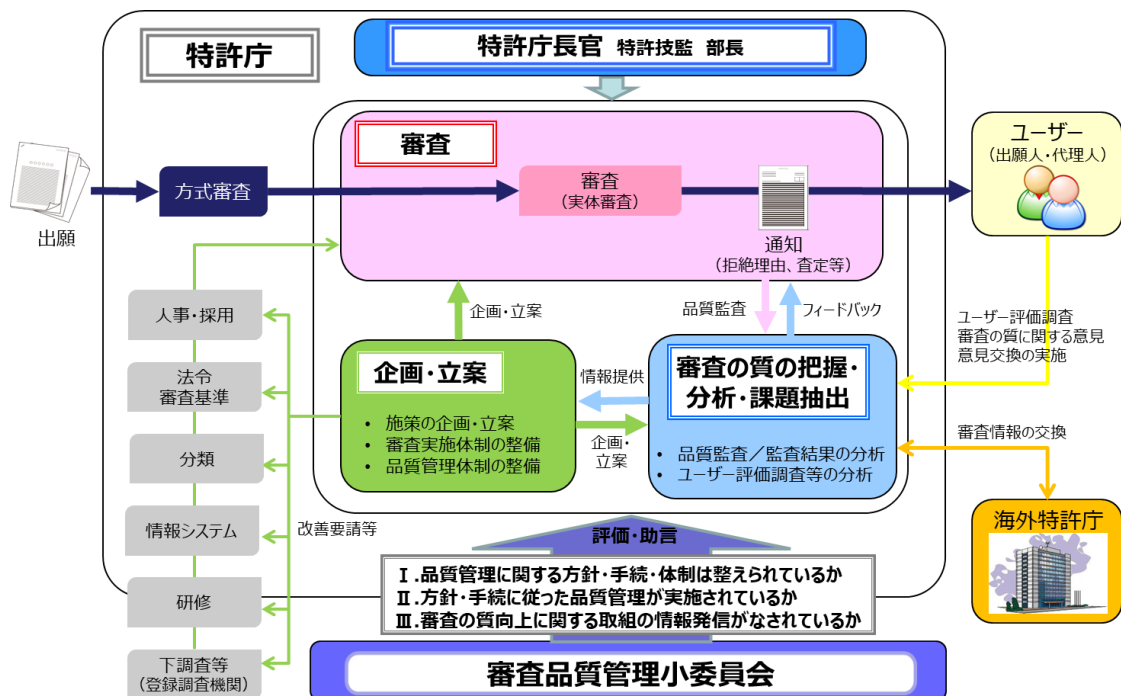 特許庁
特許庁長官 特許技監 部長
審査
ユーザー
(出願人・代理人)
出願
方式審査
審査
(実体審査)
通知
(拒絶理由、査定等)
人事・採用
法令
審査基準
分類
情報システム
研修
下調査等
(登録調査機関)
企画・立案
品質監査
フィードバック
ユーザー評価調査
審査の質に関する意見
意見交換の実施
企画・立案
• 施策の企画・立案
• 審査実施体制の整備
• 品質管理体制の整備
情報提供
企画・
立案
審査の質の把握・
分析・課題抽出
• 品質監査/監査結果の分析
• ユーザー評価調査等の分析
審査情報の交換
海外特許庁
改善要請等
評価・助言
Ⅰ.品質管理に関する方針・手続・体制は整えられているか
Ⅱ.方針・手続に従った品質管理が実施されているか
Ⅲ.審査の質向上に関する取組の情報発信がなされているか
審査品質管理小委員会